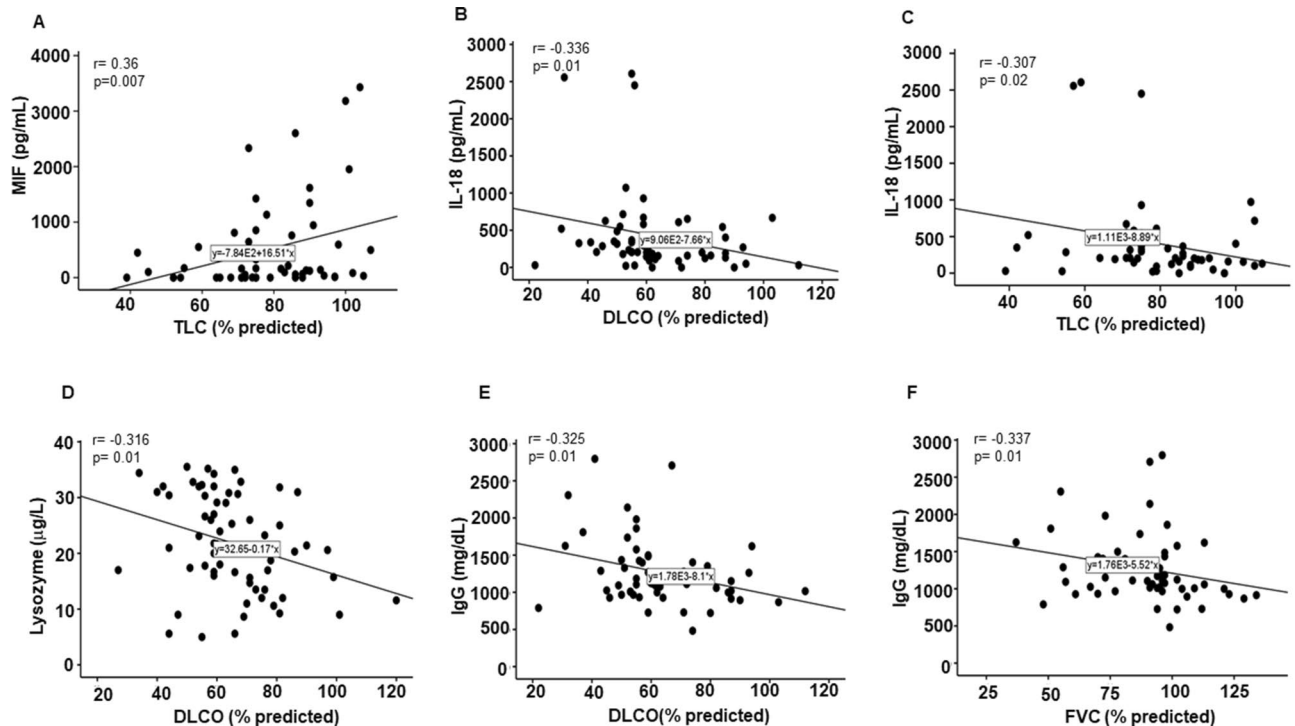 A
r= 0.36
p=0.007
MIF (pg/mL)
4000
3000
2000
1000
0
y=-7.84E2+16.51*x
40 60 80 100
TLC (% predicted)
B
r= -0.336
p= 0.01
IL-18 (pg/mL)
3000
2500
2000
1500
1000
500
0
y=9.06E2-7.66*x
20 40 60 80 100 120
DLCO (% predicted)
C
r= -0.307
p= 0.02
IL-18 (pg/mL)
3000
2500
2000
1500
1000
500
0
y=1.11E3-8.89*x
40 60 80 100
TLC (% predicted)
D
r= -0.316
p= 0.01
Lysozyme (µg/L)
40
30
20
10
0
y=32.65-0.17*x
20 40 60 80 100 120
DLCO (% predicted)
E
r= -0.325
p= 0.01
IgG (mg/dL)
3000
2500
2000
1500
1000
500
0
y=1.78E3-8.1*x
20 40 60 80 100 120
DLCO(% predicted)
F
r= -0.337
p= 0.01
IgG (mg/dL)
3000
2500
2000
1500
1000
500
0
y=1.76E3-5.52*x
25 50 75 100 125
FVC (% predicted)